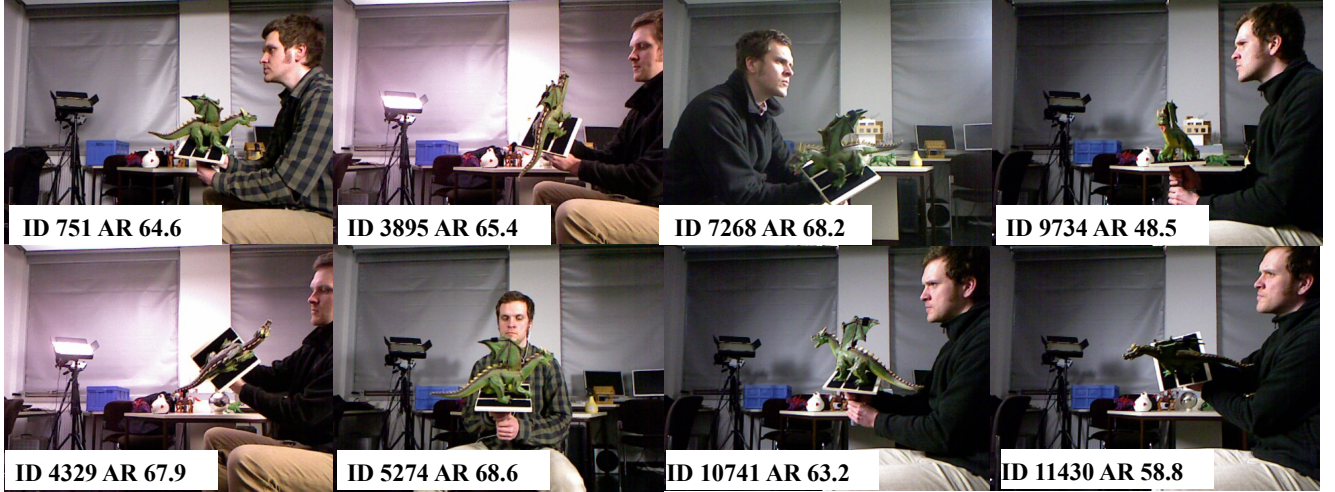 ID 751 AR 64.6
ID 3895 AR 65.4
ID 7268 AR 68.2
ID 9734 AR 48.5
ID 4329 AR 67.9
ID 5274 AR 68.6
ID 10741 AR 63.2
ID 11430 AR 58.8